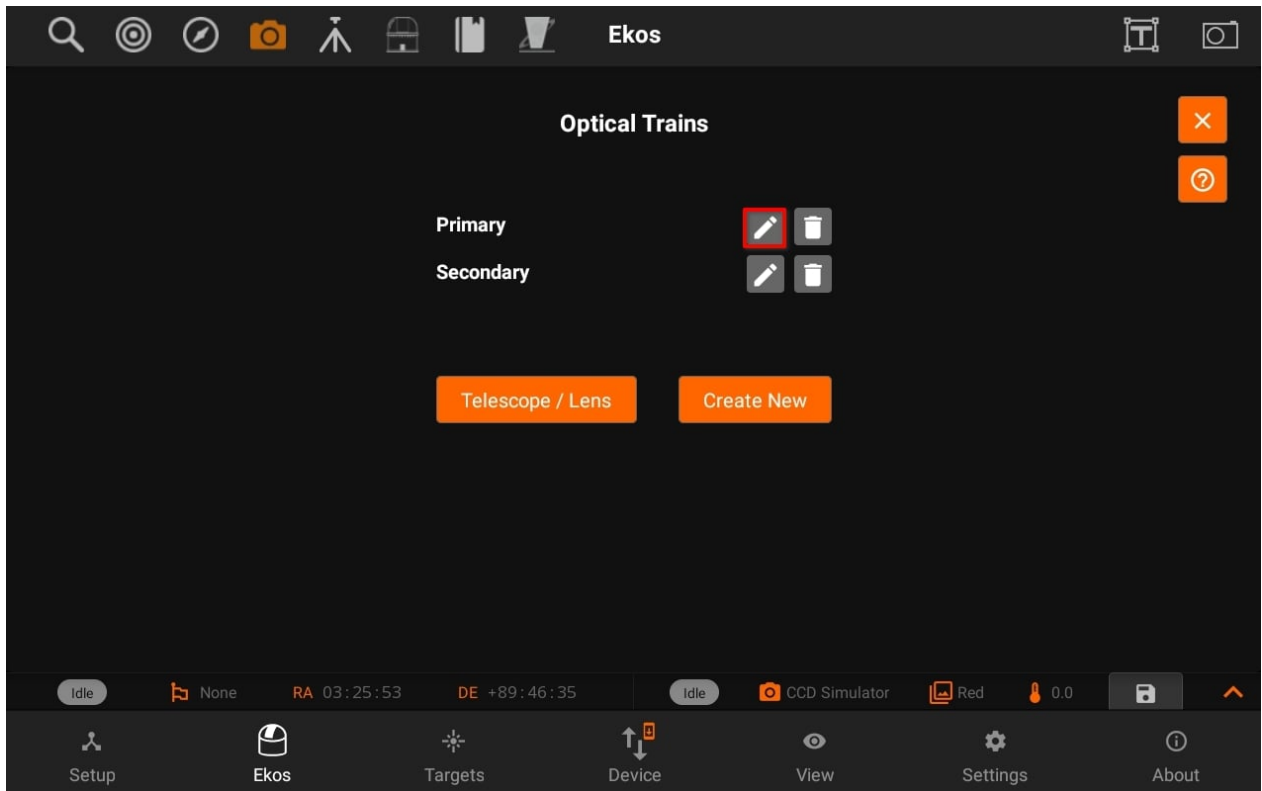 Ekos
Optical Trains
Primary
Secondary
Telescope / Lens Create New
Idle None RA 03:25:53 DE +89:46:35 Idle CCD Simulator Red 0.0
Setup Ekos Targets Device View Settings About